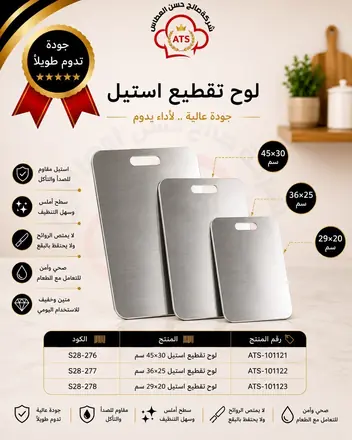 شركة صالح حسن العطاس
ATS
جودة
تدوم طويلاً
لوح تقطيع استيل
جودة عالية .. لأداء يدوم
45×30
سم
36×25
سم
29×20
سم
استيل مقاوم
للصدأ والتآكل
سطح أملس
وسهل التنظيف
لا يمتص الروائح
ولا يحتفظ بالبقع
صحي وآمن
للتعامل مع الطعام
متين وخفيف
للاستخدام اليومي
رقم المنتج المنتج الكود
ATS-101121 لوح تقطيع استيل 30×45 سم S28-276
ATS-101122 لوح تقطيع استيل 25×36 سم S28-277
ATS-101123 لوح تقطيع استيل 20×29 سم S28-278
صحي وآمن
للتعامل مع الطعام
لا يمتص الروائح
ولا يحتفظ بالبقع
سطح أملس
وسهل التنظيف
مقاوم للصدأ
والتآكل
جودة عالية
تدوم طويلاً